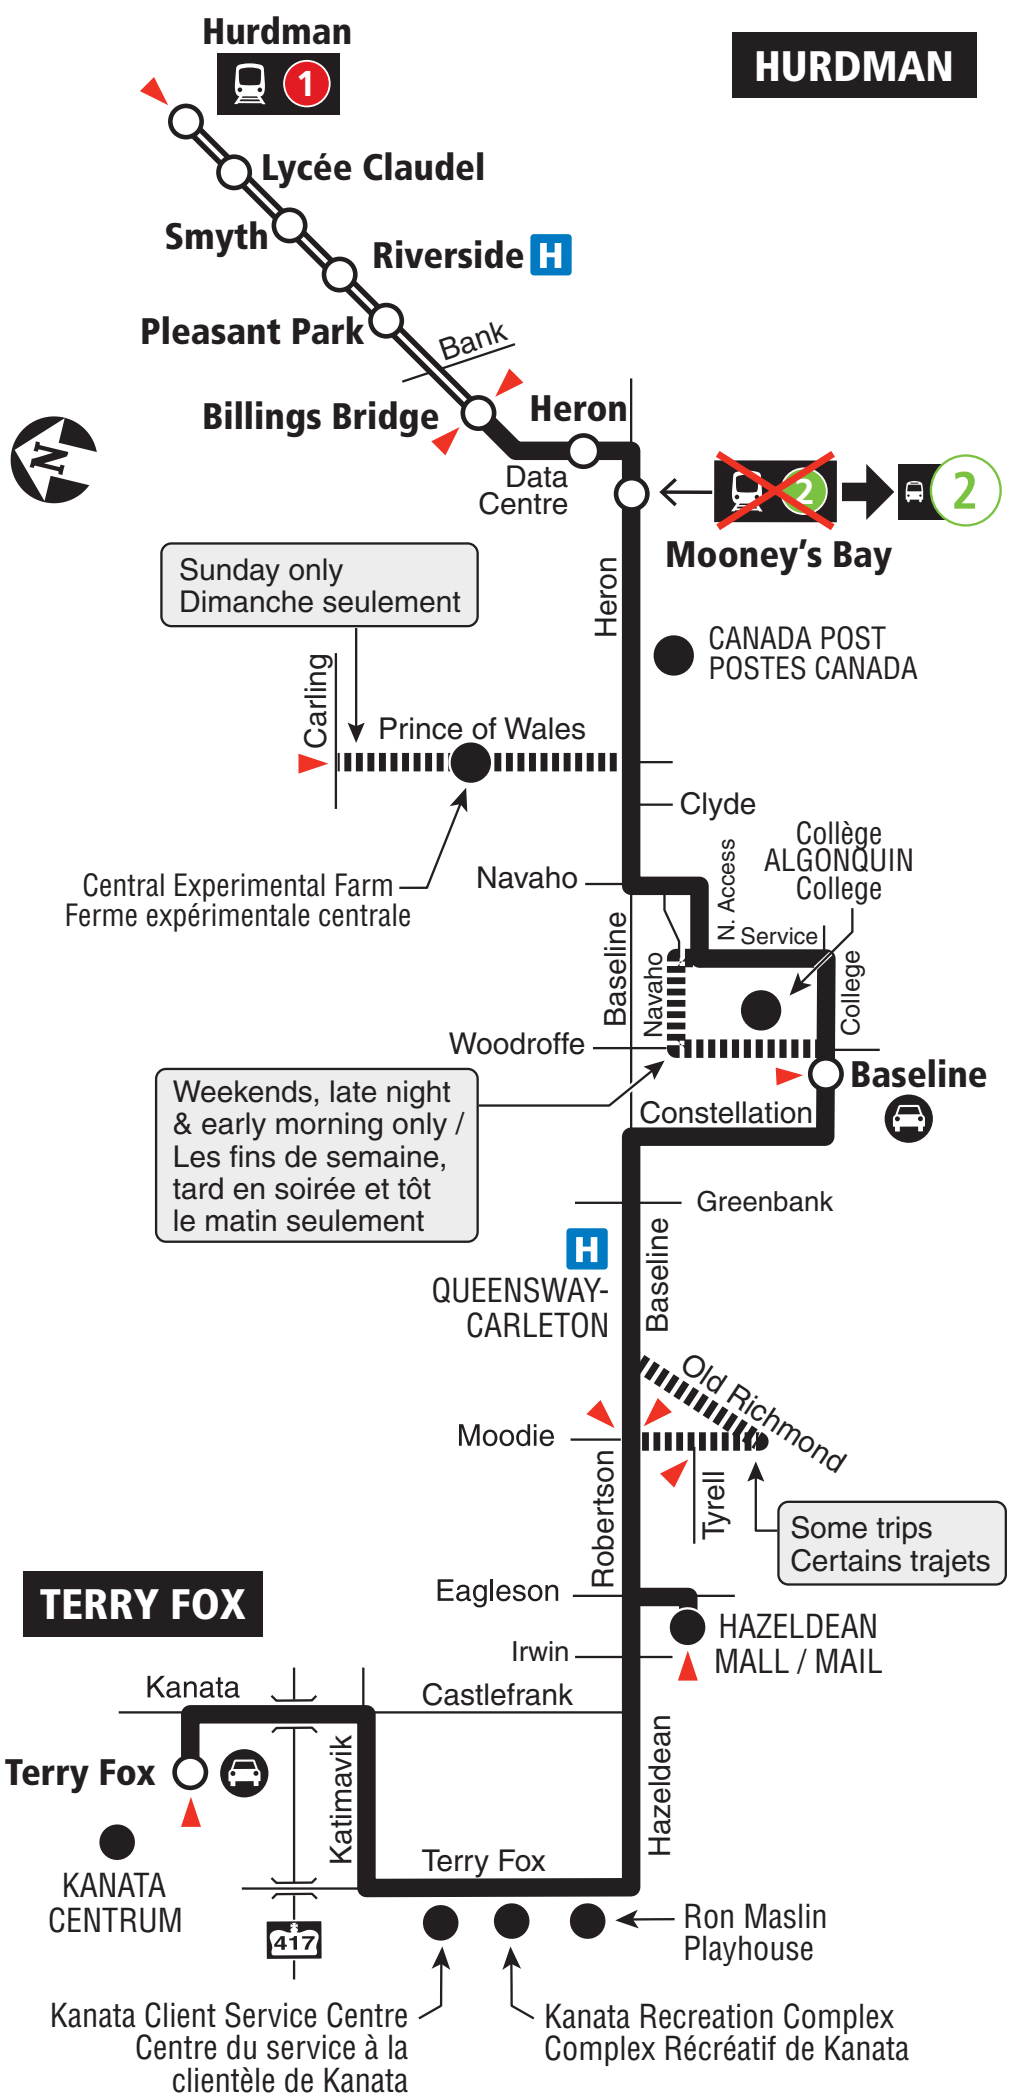 Hurdman
1
HURDMAN
Lycée Claudel
Smyth
Riverside H
Pleasant Park
Bank
Billings Bridge
Heron
N
Data
Centre
2
2
Mooney's Bay
Sunday only
Dimanche seulement
Heron
CANADA POST
POSTES CANADA
Carling
Prince of Wales
Clyde
Collège
ALGONQUIN
College
Central Experimental Farm
Ferme expérimentale centrale
Navaho
N. Access
Service
Baseline
Navaho
College
Woodroffe
Baseline
Weekends, late night
& early morning only /
Les fins de semaine,
tard en soirée et tôt
le matin seulement
Constellation
Greenbank
H
QUEENSWAY-
CARLETON
Baseline
Old Richmond
Moodie
Robertson
Tyrell
Some trips
Certains trajets
Eagleson
TERRY FOX
HAZELDEAN
MALL / MAIL
Irwin
Kanata
Castlefrank
Hazeldean
Terry Fox
Katimavik
KANATA
CENTRUM
Terry Fox
417
Ron Maslin
Playhouse
Kanata Client Service Centre
Centre du service à la
clientèle de Kanata
Kanata Recreation Complex
Complex Récréatif de Kanata